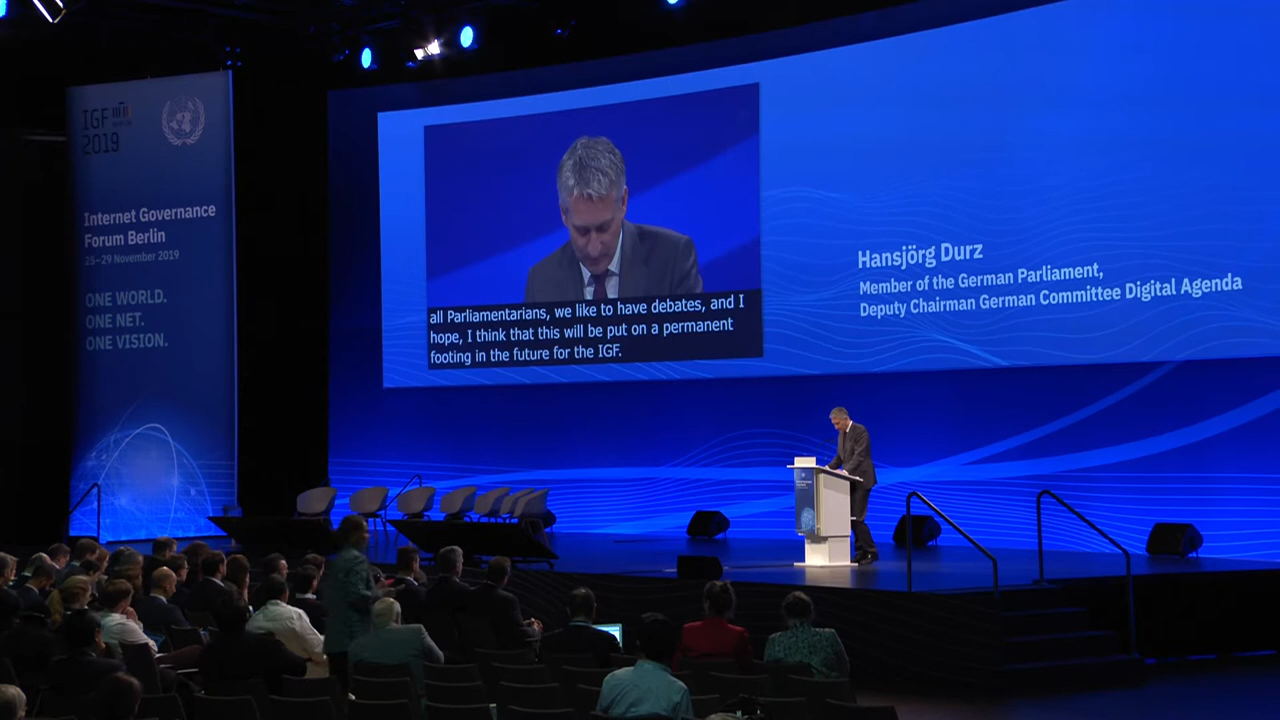 IGF
2019
Internet Governance
Forum Berlin
25–29 November 2019
ONE WORLD.
ONE NET.
ONE VISION.
all Parliamentarians, we like to have debates, and I
hope, I think that this will be put on a permanent
footing in the future for the IGF.
Hansjörg Durz
Member of the German Parliament,
Deputy Chairman German Committee Digital Agenda